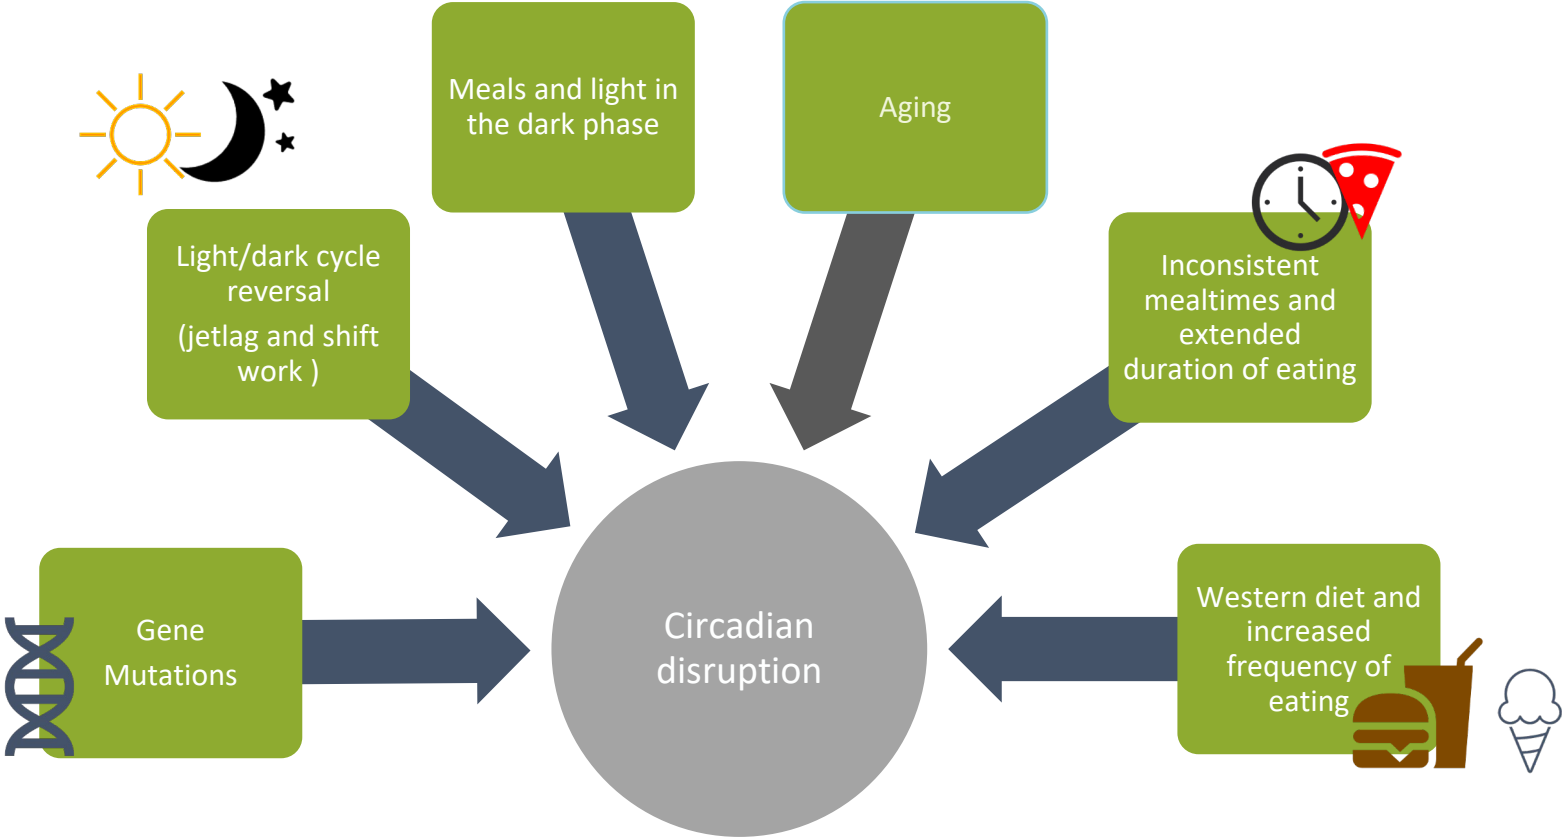 Meals and light in
the dark phase
Aging
Light/dark cycle
reversal
(jetlag and shift
work )
Inconsistent
mealtimes and
extended
duration of eating
Gene
Mutations
Circadian
disruption
Western diet and
increased
frequency of
eating